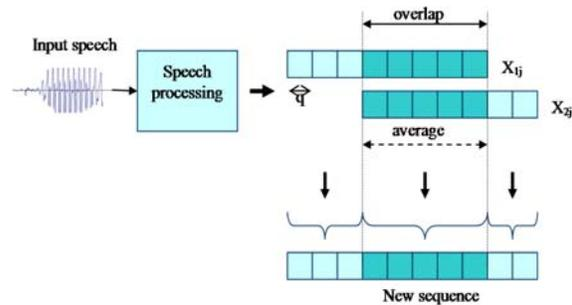 overlap
Input speech
Speech
processing
X1j
q
X2j
average
New sequence